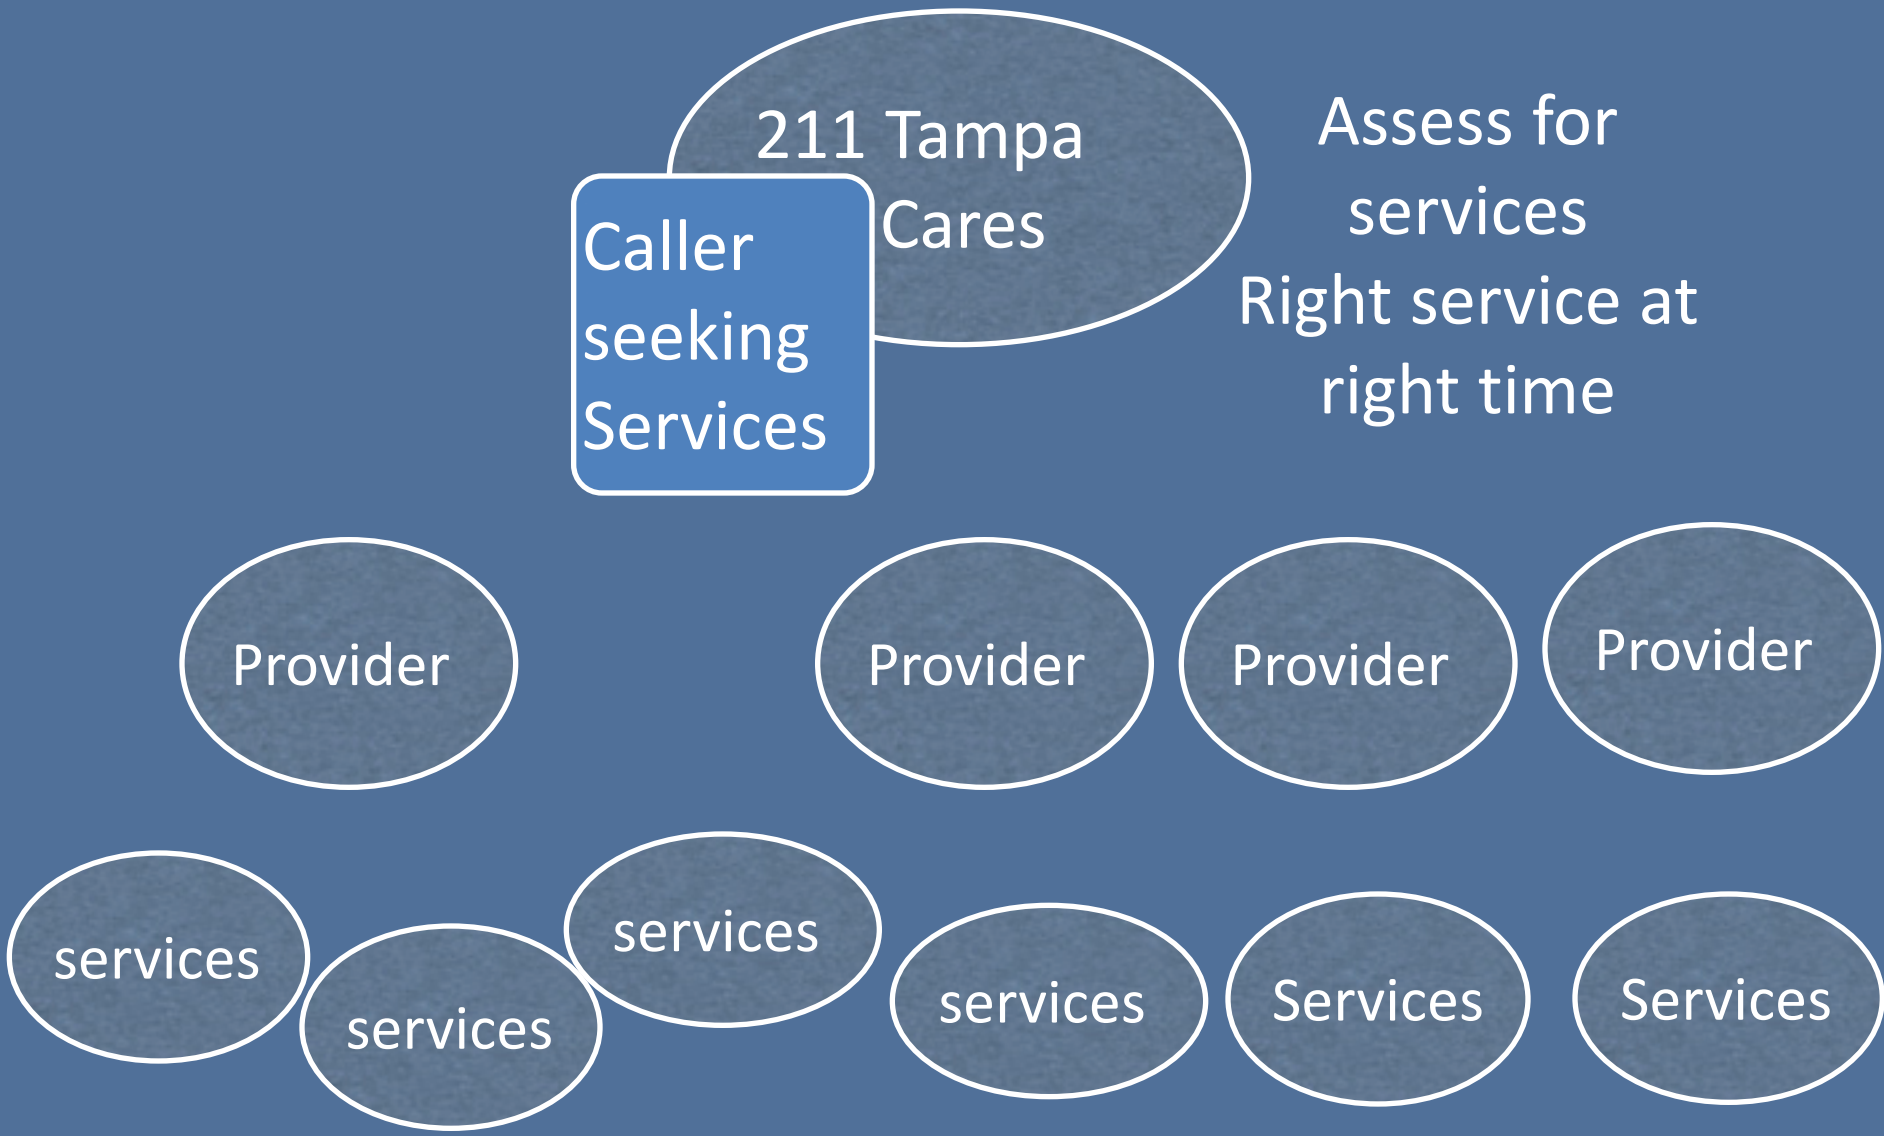 211 Tampa
Cares
Caller
seeking
Services
Assess for
services
Right service at
right time
Provider
Provider
Provider
Provider
services
services
services
services
Services
Services